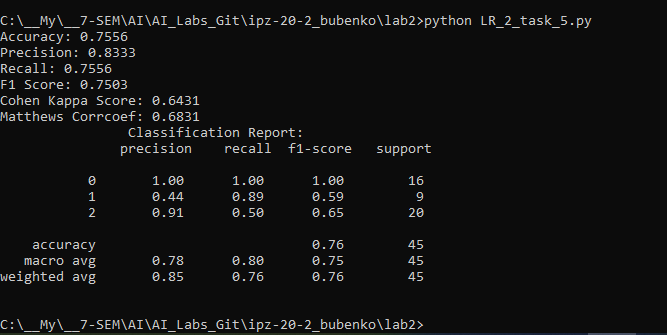 C:\__My\__7-SEM\AI\AI_Labs_Git\ipz-20-2_bubenko\lab2>python LR_2_task_5.py
Accuracy: 0.7556
Precision: 0.8333
Recall: 0.7556
F1 Score: 0.7503
Cohen Kappa Score: 0.6431
Matthews Corrcoef: 0.6831
Classification Report:
precision recall f1-score support
0 1.00 1.00 1.00 16
1 0.44 0.89 0.59 9
2 0.91 0.50 0.65 20
accuracy 0.76 45
macro avg 0.78 0.80 0.75 45
weighted avg 0.85 0.76 0.76 45
C:\__My\__7-SEM\AI\AI_Labs_Git\ipz-20-2_bubenko\lab2>